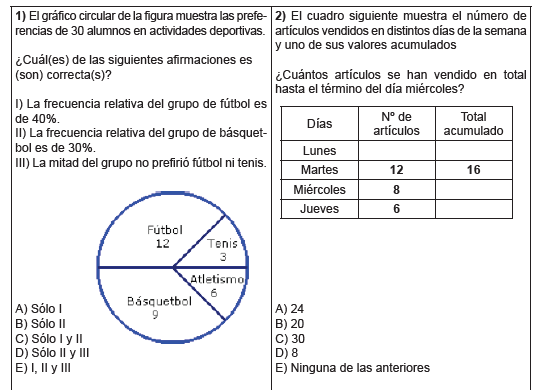 1) El gráfico circular de la figura muestra las prefe-
rencias de 30 alumnos en actividades deportivas.
¿Cuál(es) de las siguientes afirmaciones es
(son) correcta(s)?
I) La frecuencia relativa del grupo de fútbol es
de 40%.
II) La frecuencia relativa del grupo de básquet-
bol es de 30%.
III) La mitad del grupo no prefirió fútbol ni tenis.
Fútbol
12
Tenis
3
Atletismo
6
Básquetbol
9
A) Sólo I
B) Sólo II
C) Sólo I y II
D) Sólo II y III
E) I, II y III
2) El cuadro siguiente muestra el número de
artículos vendidos en distintos días de la semana
y uno de sus valores acumulados
¿Cuántos artículos se han vendido en total
hasta el término del día miércoles?
Días Nº de artículos Total acumulado
Lunes
Martes 12 16
Miércoles 8
Jueves 6
A) 24
B) 20
C) 30
D) 8
E) Ninguna de las anteriores